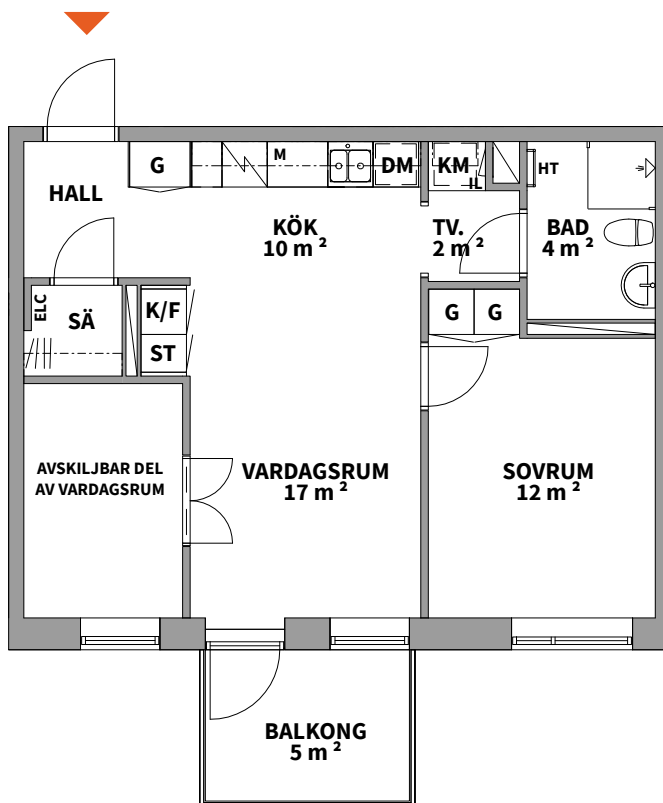 G
M
DM
KM
IL
HT
HALL
KÖK
10 m ²
TV.
2 m ²
BAD
4 m ²
ELC
SÄ
K/F
ST
G
G
AVSKILJBAR DEL
AV VARDAGSRUM
VARDAGSRUM
17 m ²
SOVRUM
12 m ²
BALKONG
5 m ²